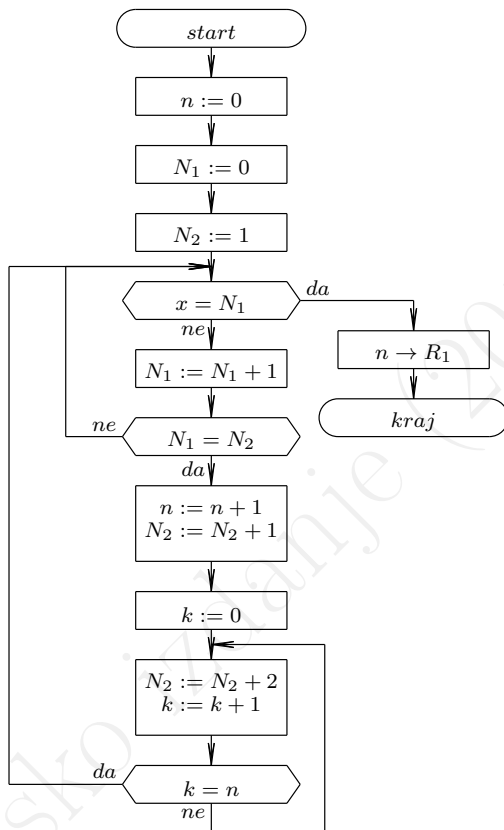 start
n := 0
N₁ := 0
N₂ := 1
x = N₁
da
ne
n → R₁
N₁ := N₁ + 1
kraj
N₁ = N₂
ne
da
n := n + 1
N₂ := N₂ + 1
k := 0
N₂ := N₂ + 2
k := k + 1
k = n
da
ne
izdanje